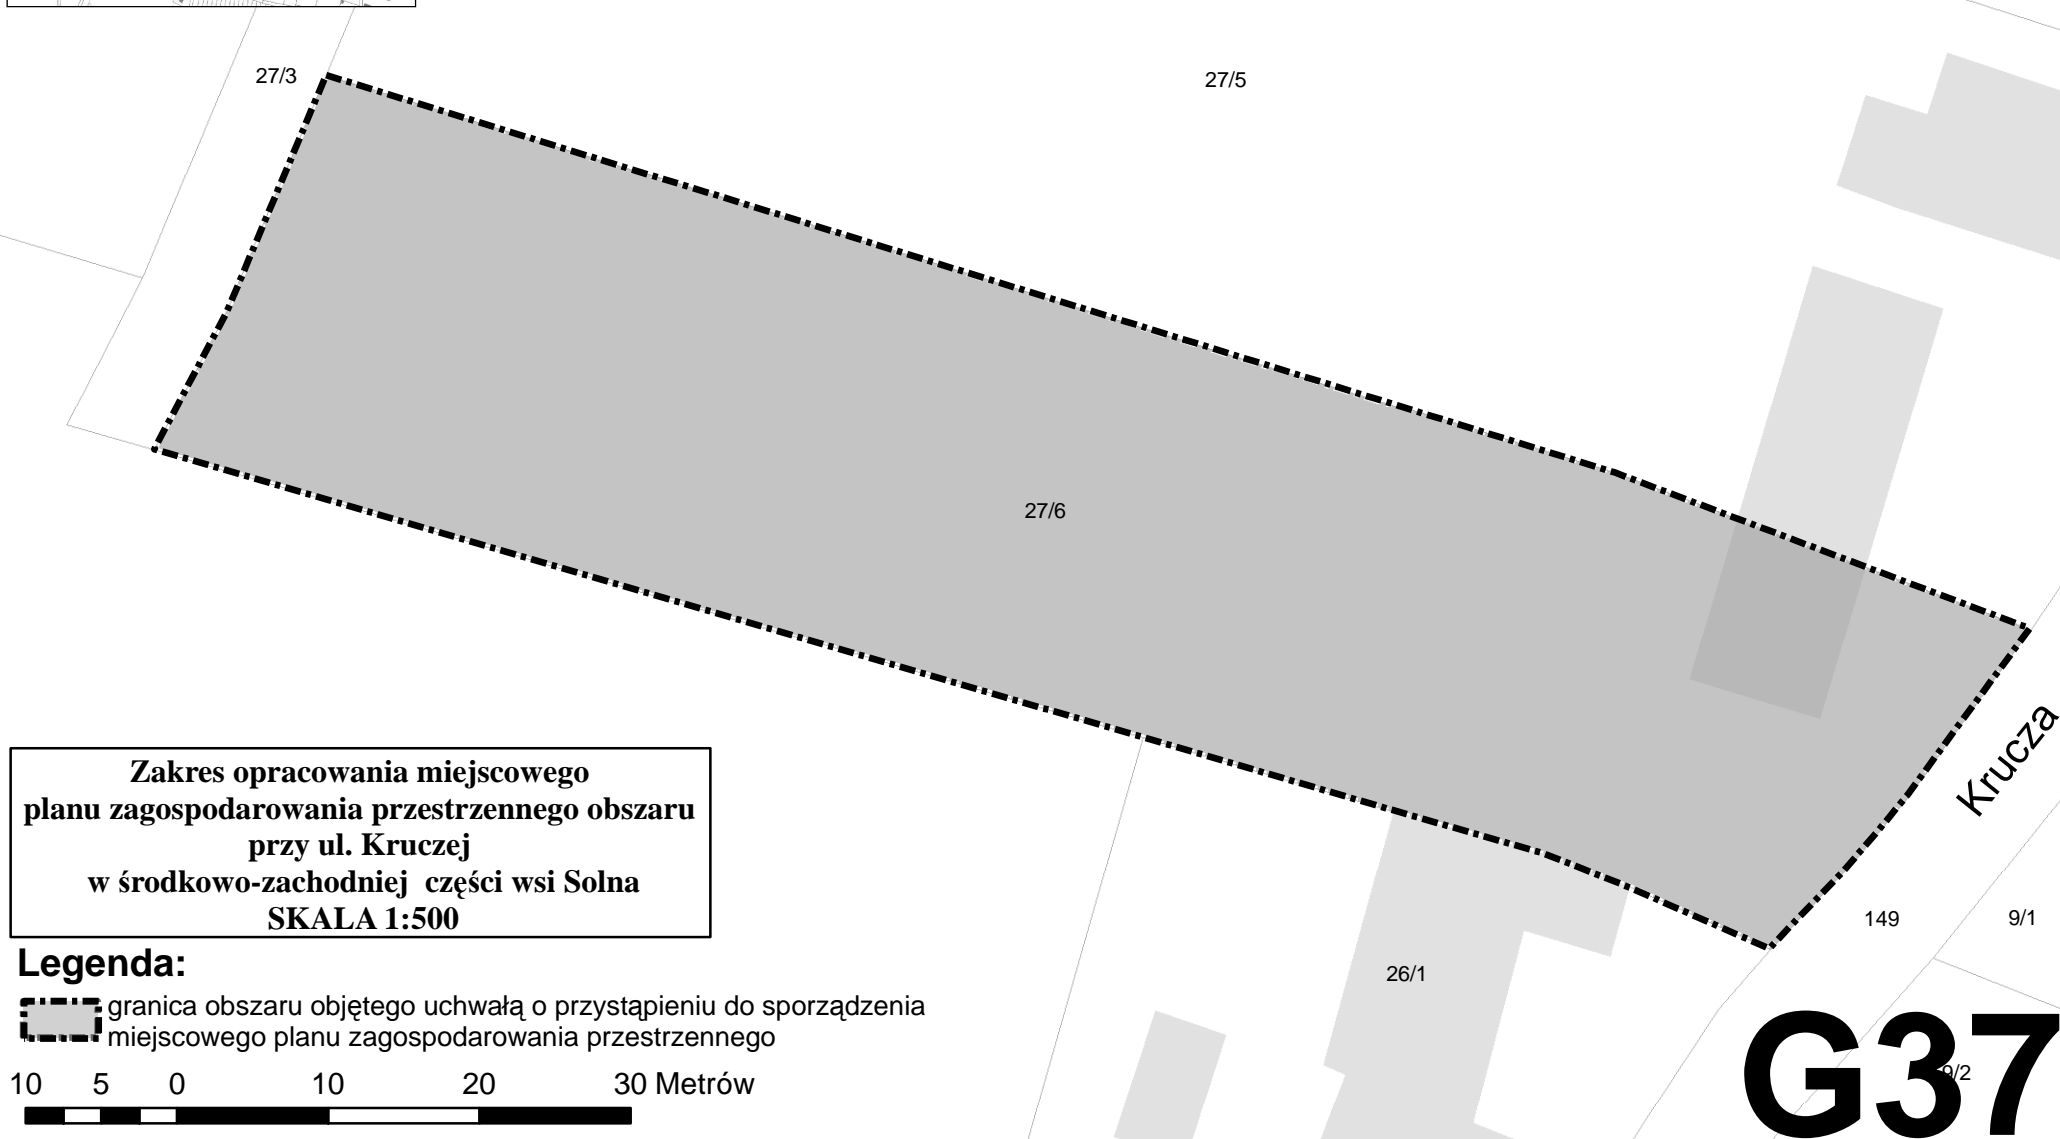 27/3
27/5
27/6
Krucza
Zakres opracowania miejscowego
planu zagospodarowania przestrzennego obszaru
przy ul. Kruczej
w środkowo-zachodniej części wsi Solna
SKALA 1:500
149
9/1
26/1
Legenda:
granica obszaru objętego uchwałą o przystąpieniu do sporządzenia
miejscowego planu zagospodarowania przestrzennego
10 5 0 10 20 30 Metrów
9/2
G37